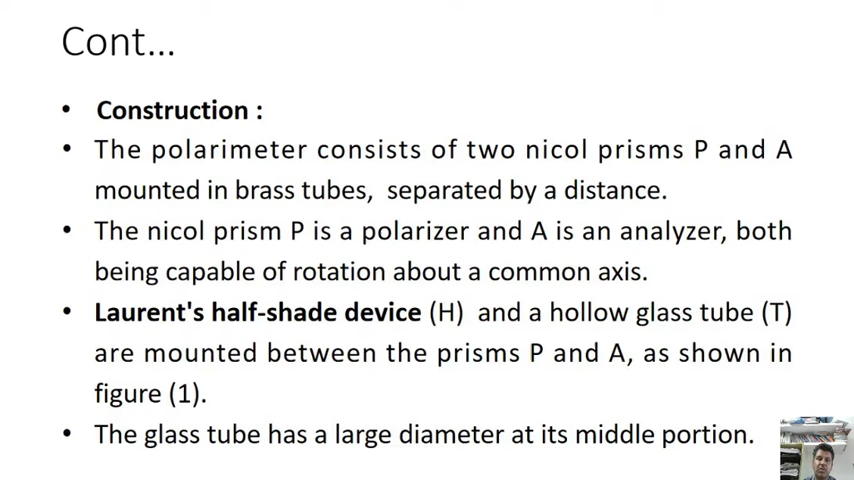 Cont...
• Construction :
• The polarimeter consists of two nicol prisms P and A
mounted in brass tubes, separated by a distance.
• The nicol prism P is a polarizer and A is an analyzer, both
being capable of rotation about a common axis.
• Laurent's half-shade device (H) and a hollow glass tube (T)
are mounted between the prisms P and A, as shown in
figure (1).
• The glass tube has a large diameter at its middle portion.